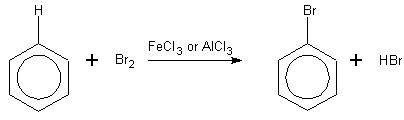 H
Br
FeCl3 or AlCl3
+ Br2
+ HBr